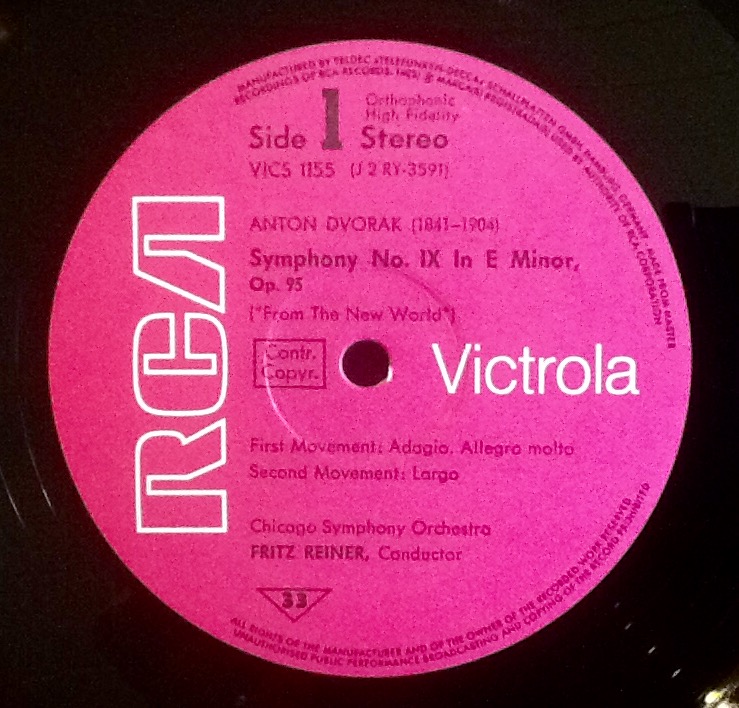 MANUFACTURED BY TELDEC »TELEFUNKEN-DECCA« SCHALLPLATTEN GMBH, HAMBURG, GERMANY - MADE FROM MASTER
RECORDINGS OF RCA RECORDS. TMK(S) ® MARCA(S) REGISTRADA(S) USED BY AUTHORITY OF RCA CORPORATION
Side 1 Orthophonic
High Fidelity
Stereo
VICS 1155 (J 2 RY-3591)
ANTON DVORAK (1841–1904)
Symphony No. IX In E Minor,
Op. 95
("From The New World")
Contr.
Copyr.
RCA
Victrola
First Movement: Adagio. Allegro molto
Second Movement: Largo
Chicago Symphony Orchestra
FRITZ REINER, Conductor
33
ALL RIGHTS OF THE MANUFACTURER AND OF THE OWNER OF THE RECORDED WORK RESERVED.
UNAUTHORISED PUBLIC PERFORMANCE BROADCASTING AND COPYING OF THE RECORD PROHIBITED